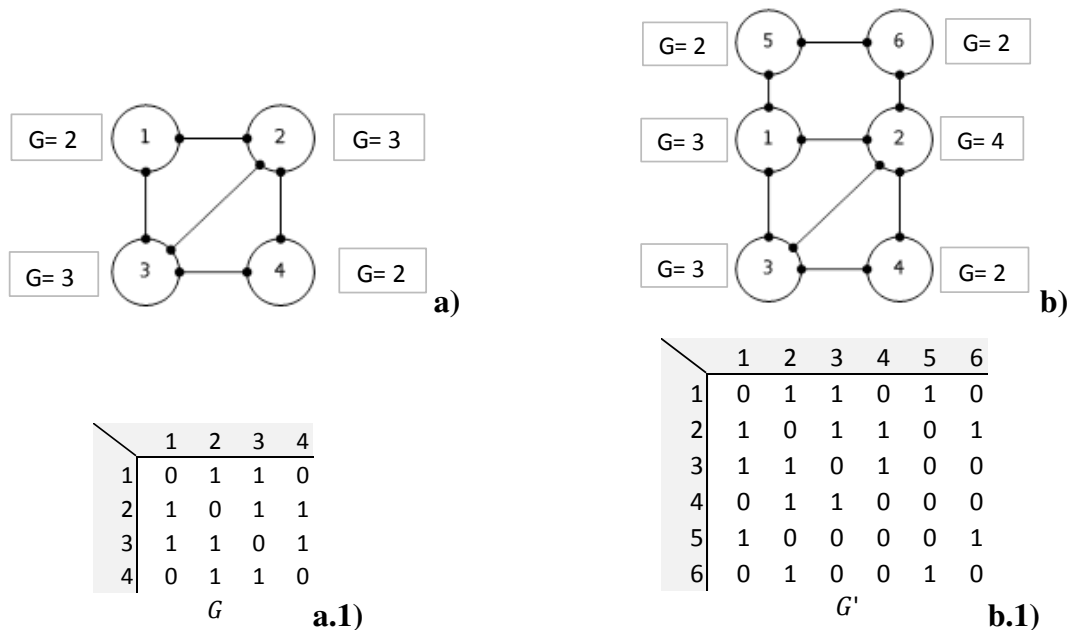 G= 2 5 6 G= 2
G= 2 1 2 G= 3
G= 3 1 2 G= 4
G= 3 3 4 G= 2
a)
G= 3 3 4 G= 2
b)
1 2 3 4
1 0 1 1 0
2 1 0 1 1
3 1 1 0 1
4 0 1 1 0
G
a.1)
1 2 3 4 5 6
1 0 1 1 0 1 0
2 1 0 1 1 0 1
3 1 1 0 1 0 0
4 0 1 1 0 0 0
5 1 0 0 0 0 1
6 0 1 0 0 1 0
G'
b.1)